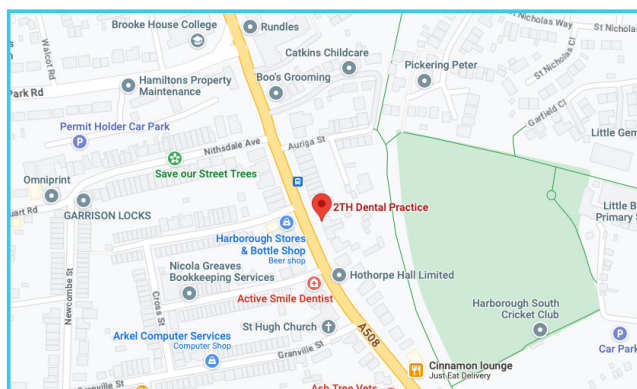 St Nicholas Way
Brooke House College
Rundles
Walcot Rd
Catkins Childcare
Pickering Peter
St Nicholas Cl
Hamiltons Property
Maintenance
Boo's Grooming
Park Rd
Garfield Cl
Permit Holder Car Park
Auriga St
Little Gem
Nithsdale Ave
Save our Street Trees
Omniprint
2TH Dental Practice
Little B
Primary S
uart Rd
GARRISON LOCKS
Harborough Stores
& Bottle Shop
Beer shop
Nicola Greaves
Bookkeeping Services
Hothorpe Hall Limited
Newcombe St
Cross St
Active Smile Dentist
Harborough South
Cricket Club
Arkel Computer Services
Computer Shop
St Hugh Church
A508
Car Park
Granville St
Cinnamon lounge
Just Eat Delivery
Granville St
Ash Tree Vets